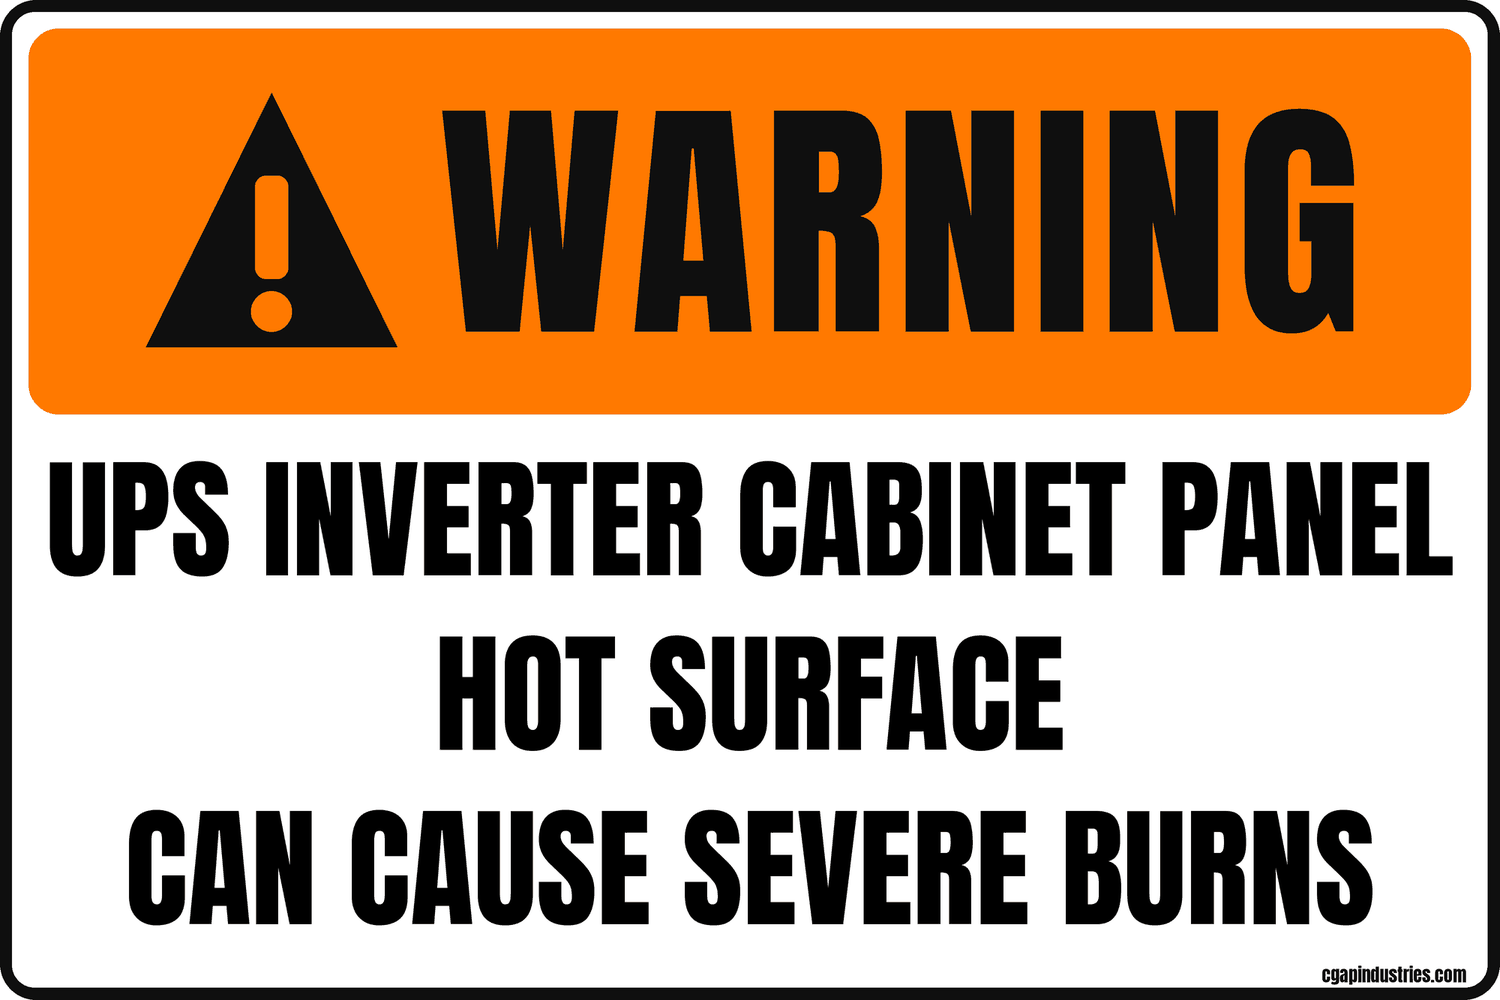 WARNING
UPS INVERTER CABINET PANEL
HOT SURFACE
CAN CAUSE SEVERE BURNS
cgapindustries.com